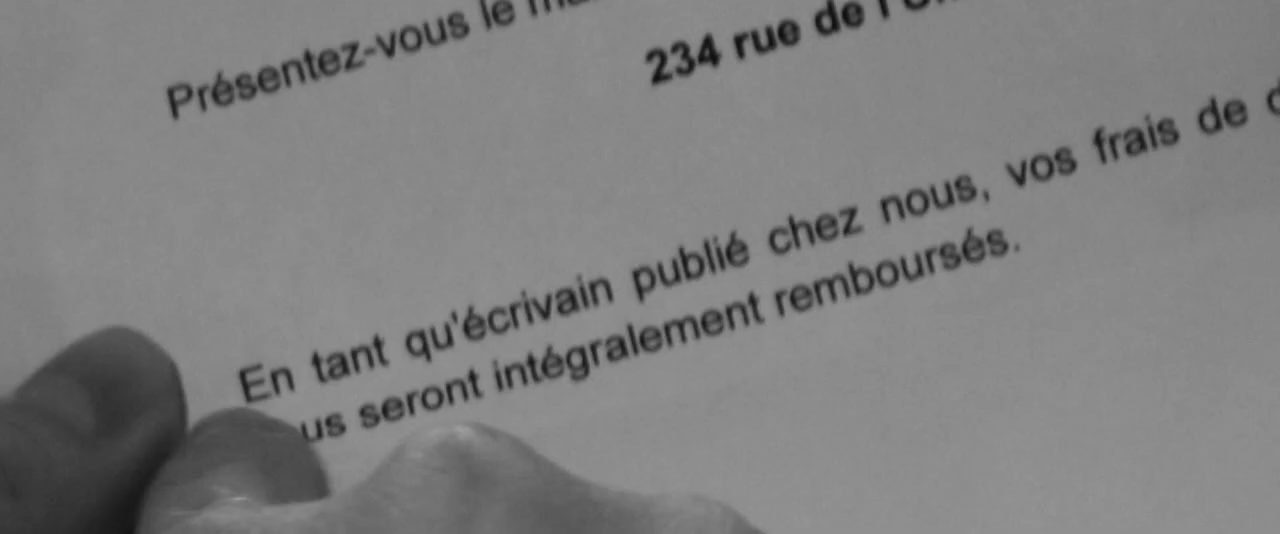 Présentez-vous le
234 rue de
En tant qu'écrivain publié chez nous, vos frais de
seront intégralement remboursés.